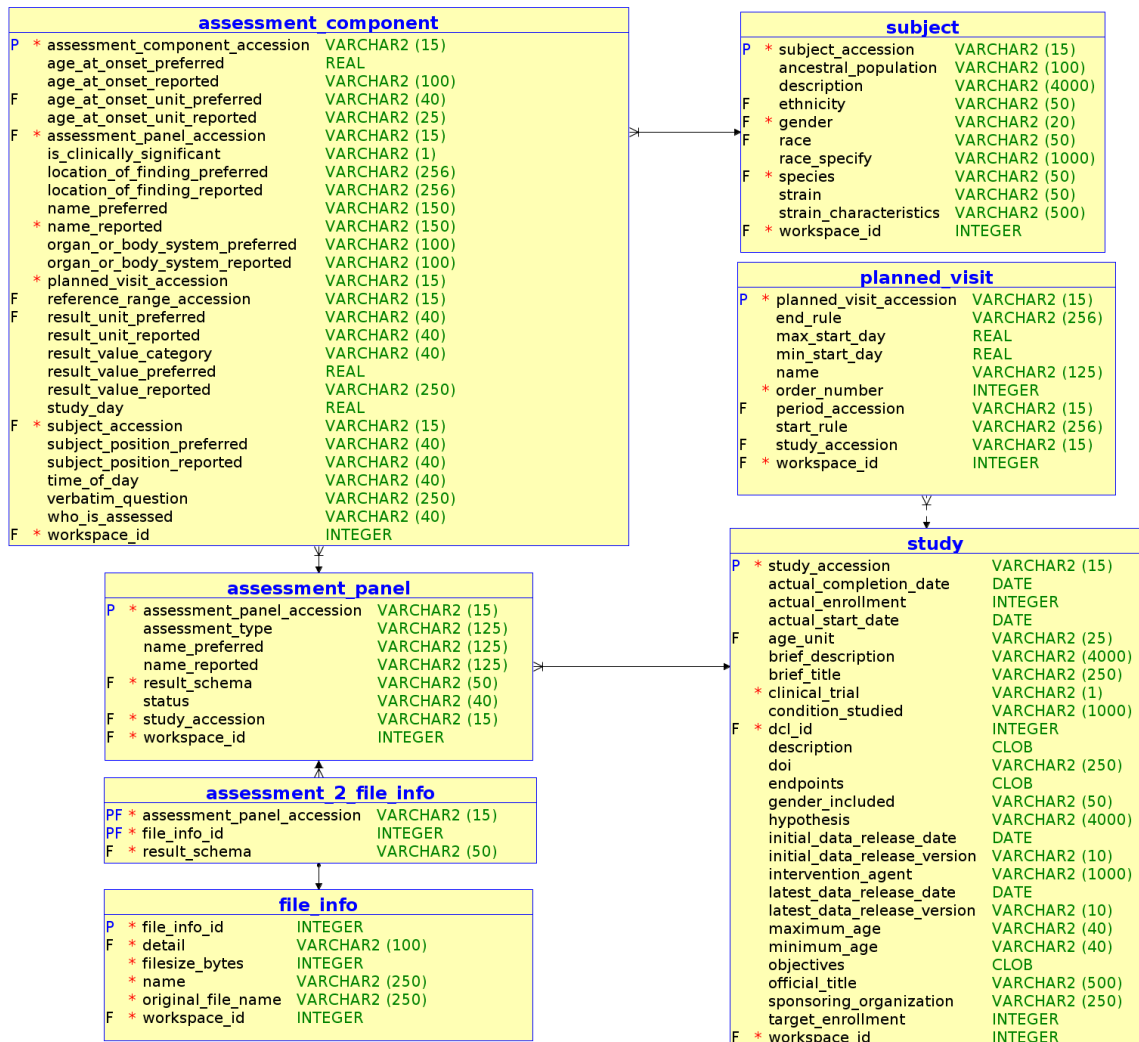 assessment_component
P * assessment_component_accession VARCHAR2 (15)
age_at_onset_preferred REAL
age_at_onset_reported VARCHAR2 (100)
F age_at_onset_unit_preferred VARCHAR2 (40)
age_at_onset_unit_reported VARCHAR2 (25)
F * assessment_panel_accession VARCHAR2 (15)
is_clinically_significant VARCHAR2 (1)
location_of_finding_preferred VARCHAR2 (256)
location_of_finding_reported VARCHAR2 (256)
name_preferred VARCHAR2 (150)
* name_reported VARCHAR2 (150)
organ_or_body_system_preferred VARCHAR2 (100)
organ_or_body_system_reported VARCHAR2 (100)
* planned_visit_accession VARCHAR2 (15)
F reference_range_accession VARCHAR2 (15)
F result_unit_preferred VARCHAR2 (40)
result_unit_reported VARCHAR2 (40)
result_value_category VARCHAR2 (40)
result_value_preferred REAL
result_value_reported VARCHAR2 (250)
study_day REAL
F * subject_accession VARCHAR2 (15)
subject_position_preferred VARCHAR2 (40)
subject_position_reported VARCHAR2 (40)
time_of_day VARCHAR2 (40)
verbatim_question VARCHAR2 (250)
who_is_assessed VARCHAR2 (40)
F * workspace_id INTEGER
subject
P * subject_accession VARCHAR2 (15)
ancestral_population VARCHAR2 (100)
description VARCHAR2 (4000)
F ethnicity VARCHAR2 (50)
F * gender VARCHAR2 (20)
F race VARCHAR2 (50)
race_specify VARCHAR2 (1000)
F * species VARCHAR2 (50)
strain VARCHAR2 (50)
strain_characteristics VARCHAR2 (500)
F * workspace_id INTEGER
planned_visit
P * planned_visit_accession VARCHAR2 (15)
end_rule VARCHAR2 (256)
max_start_day REAL
min_start_day REAL
name VARCHAR2 (125)
* order_number INTEGER
F period_accession VARCHAR2 (15)
start_rule VARCHAR2 (256)
F study_accession VARCHAR2 (15)
F * workspace_id INTEGER
assessment_panel
P * assessment_panel_accession VARCHAR2 (15)
assessment_type VARCHAR2 (125)
name_preferred VARCHAR2 (125)
name_reported VARCHAR2 (125)
F * result_schema VARCHAR2 (50)
status VARCHAR2 (40)
F * study_accession VARCHAR2 (15)
F * workspace_id INTEGER
assessment_2_file_info
PF * assessment_panel_accession VARCHAR2 (15)
PF * file_info_id INTEGER
F * result_schema VARCHAR2 (50)
file_info
P * file_info_id INTEGER
F * detail VARCHAR2 (100)
* filesize_bytes INTEGER
* name VARCHAR2 (250)
* original_file_name VARCHAR2 (250)
F * workspace_id INTEGER
study
P * study_accession VARCHAR2 (15)
actual_completion_date DATE
actual_enrollment INTEGER
actual_start_date DATE
F age_unit VARCHAR2 (25)
brief_description VARCHAR2 (4000)
brief_title VARCHAR2 (250)
* clinical_trial VARCHAR2 (1)
condition_studied VARCHAR2 (1000)
F * dcl_id INTEGER
description CLOB
doi VARCHAR2 (250)
endpoints CLOB
gender_included VARCHAR2 (50)
hypothesis VARCHAR2 (4000)
initial_data_release_date DATE
initial_data_release_version VARCHAR2 (10)
intervention_agent VARCHAR2 (1000)
latest_data_release_date DATE
latest_data_release_version VARCHAR2 (10)
maximum_age VARCHAR2 (40)
minimum_age VARCHAR2 (40)
objectives CLOB
official_title VARCHAR2 (500)
sponsoring_organization VARCHAR2 (250)
target_enrollment INTEGER
F * workspace_id INTEGER